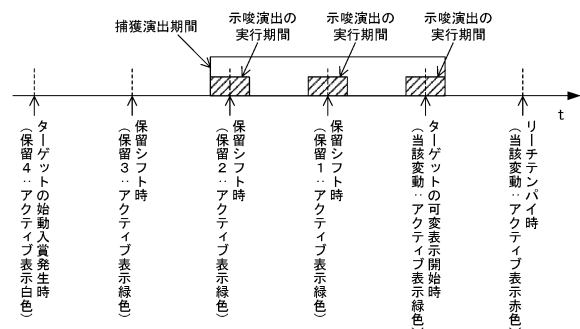 捕獲演出期間
示唆演出の
実行期間
示唆演出の
実行期間
示唆演出の
実行期間
t
ターゲットの始動入賞発生時
（保留４：アクティブ表示白色）
保留シフト時
（保留３：アクティブ表示緑色）
保留シフト時
（保留２：アクティブ表示緑色）
保留シフト時
（保留１：アクティブ表示緑色）
ターゲットの可変表示開始時
（当該変動：アクティブ表示緑色）
リーチテンパイ時
（当該変動：アクティブ表示赤色）